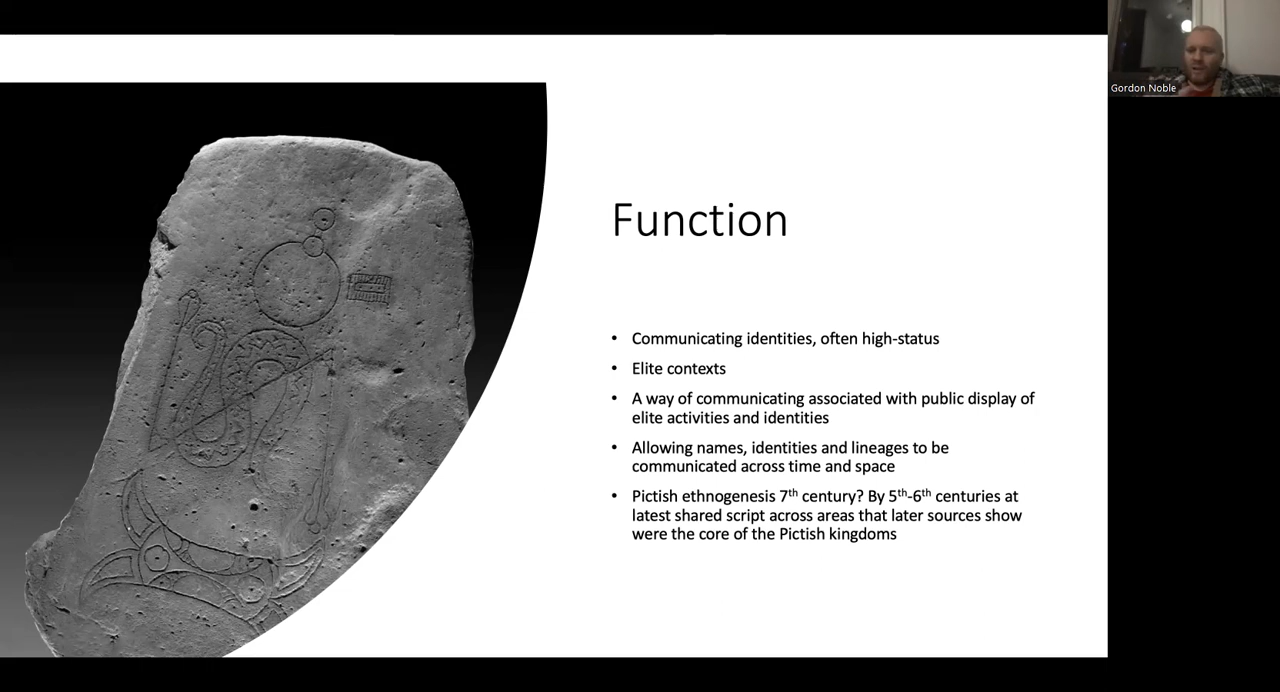 Gordon Noble
Function
• Communicating identities, often high-status
• Elite contexts
• A way of communicating associated with public display of
elite activities and identities
• Allowing names, identities and lineages to be
communicated across time and space
• Pictish ethnogenesis 7th century? By 5th-6th centuries at
latest shared script across areas that later sources show
were the core of the Pictish kingdoms